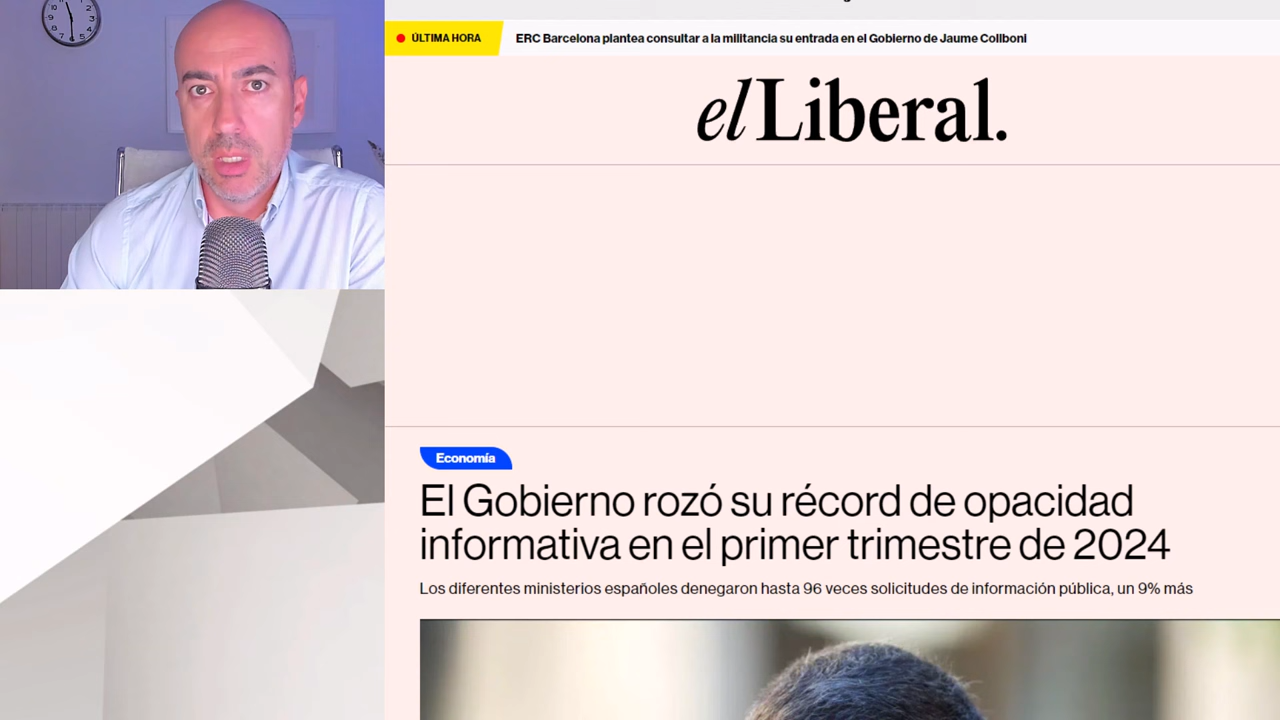 ÚLTIMA HORA
ERC Barcelona plantea consultar a la militancia su entrada en el Gobierno de Jaume Collboni
el Liberal.
Economía
El Gobierno rozó su récord de opacidad
informativa en el primer trimestre de 2024
Los diferentes ministerios españoles denegaron hasta 96 veces solicitudes de información pública, un 9% más